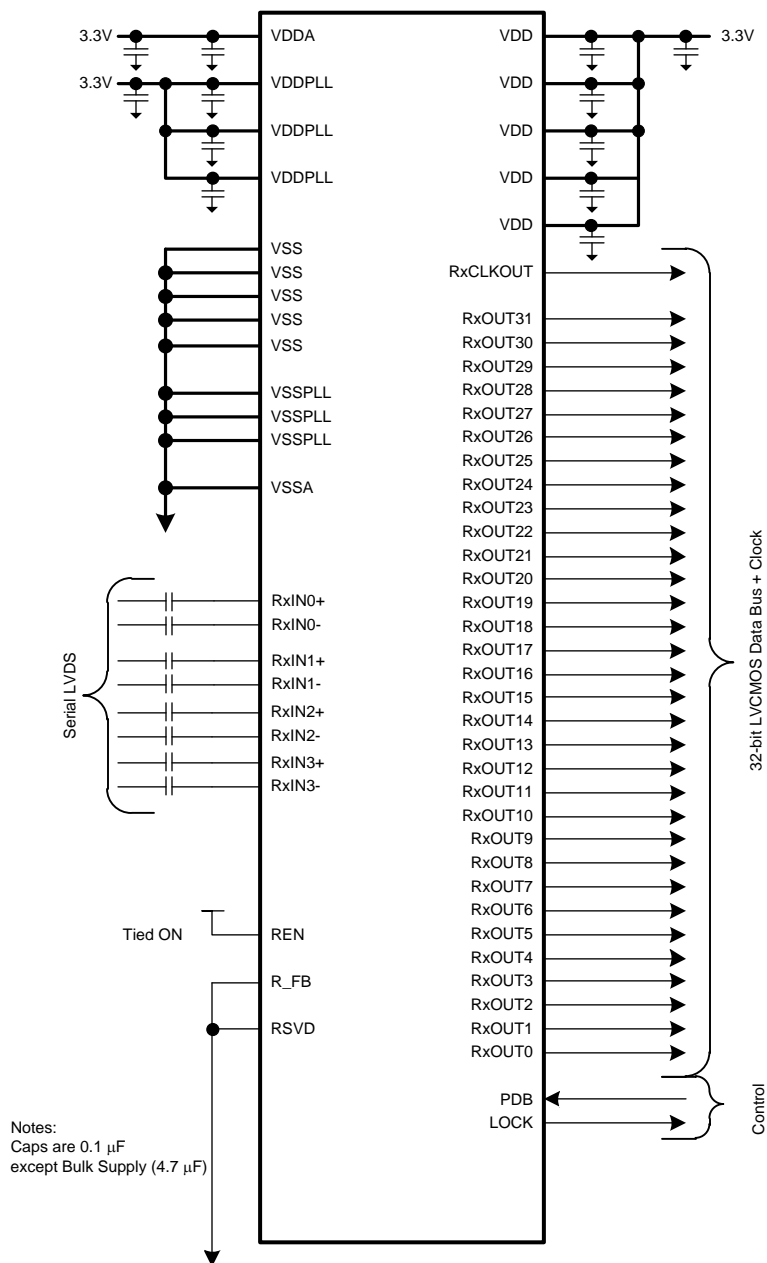 3.3V
VDDA
VDD
3.3V
3.3V
VDDPLL
VDD
VDDPLL
VDD
VDDPLL
VDD
VDD
VSS
VSS
VSS
VSS
VSS
VSSPLL
VSSPLL
VSSPLL
VSSA
Serial LVDS
RxIN0+
RxIN0-
RxIN1+
RxIN1-
RxIN2+
RxIN2-
RxIN3+
RxIN3-
Tied ON
REN
R_FB
RSVD
Notes:
Caps are 0.1 μF
except Bulk Supply (4.7 μF)
RxCLKOUT
RxOUT31
RxOUT30
RxOUT29
RxOUT28
RxOUT27
RxOUT26
RxOUT25
RxOUT24
RxOUT23
RxOUT22
RxOUT21
RxOUT20
RxOUT19
RxOUT18
RxOUT17
RxOUT16
RxOUT15
RxOUT14
RxOUT13
RxOUT12
RxOUT11
RxOUT10
RxOUT9
RxOUT8
RxOUT7
RxOUT6
RxOUT5
RxOUT4
RxOUT3
RxOUT2
RxOUT1
RxOUT0
32-bit LVCMOS Data Bus + Clock
PDB
LOCK
Control